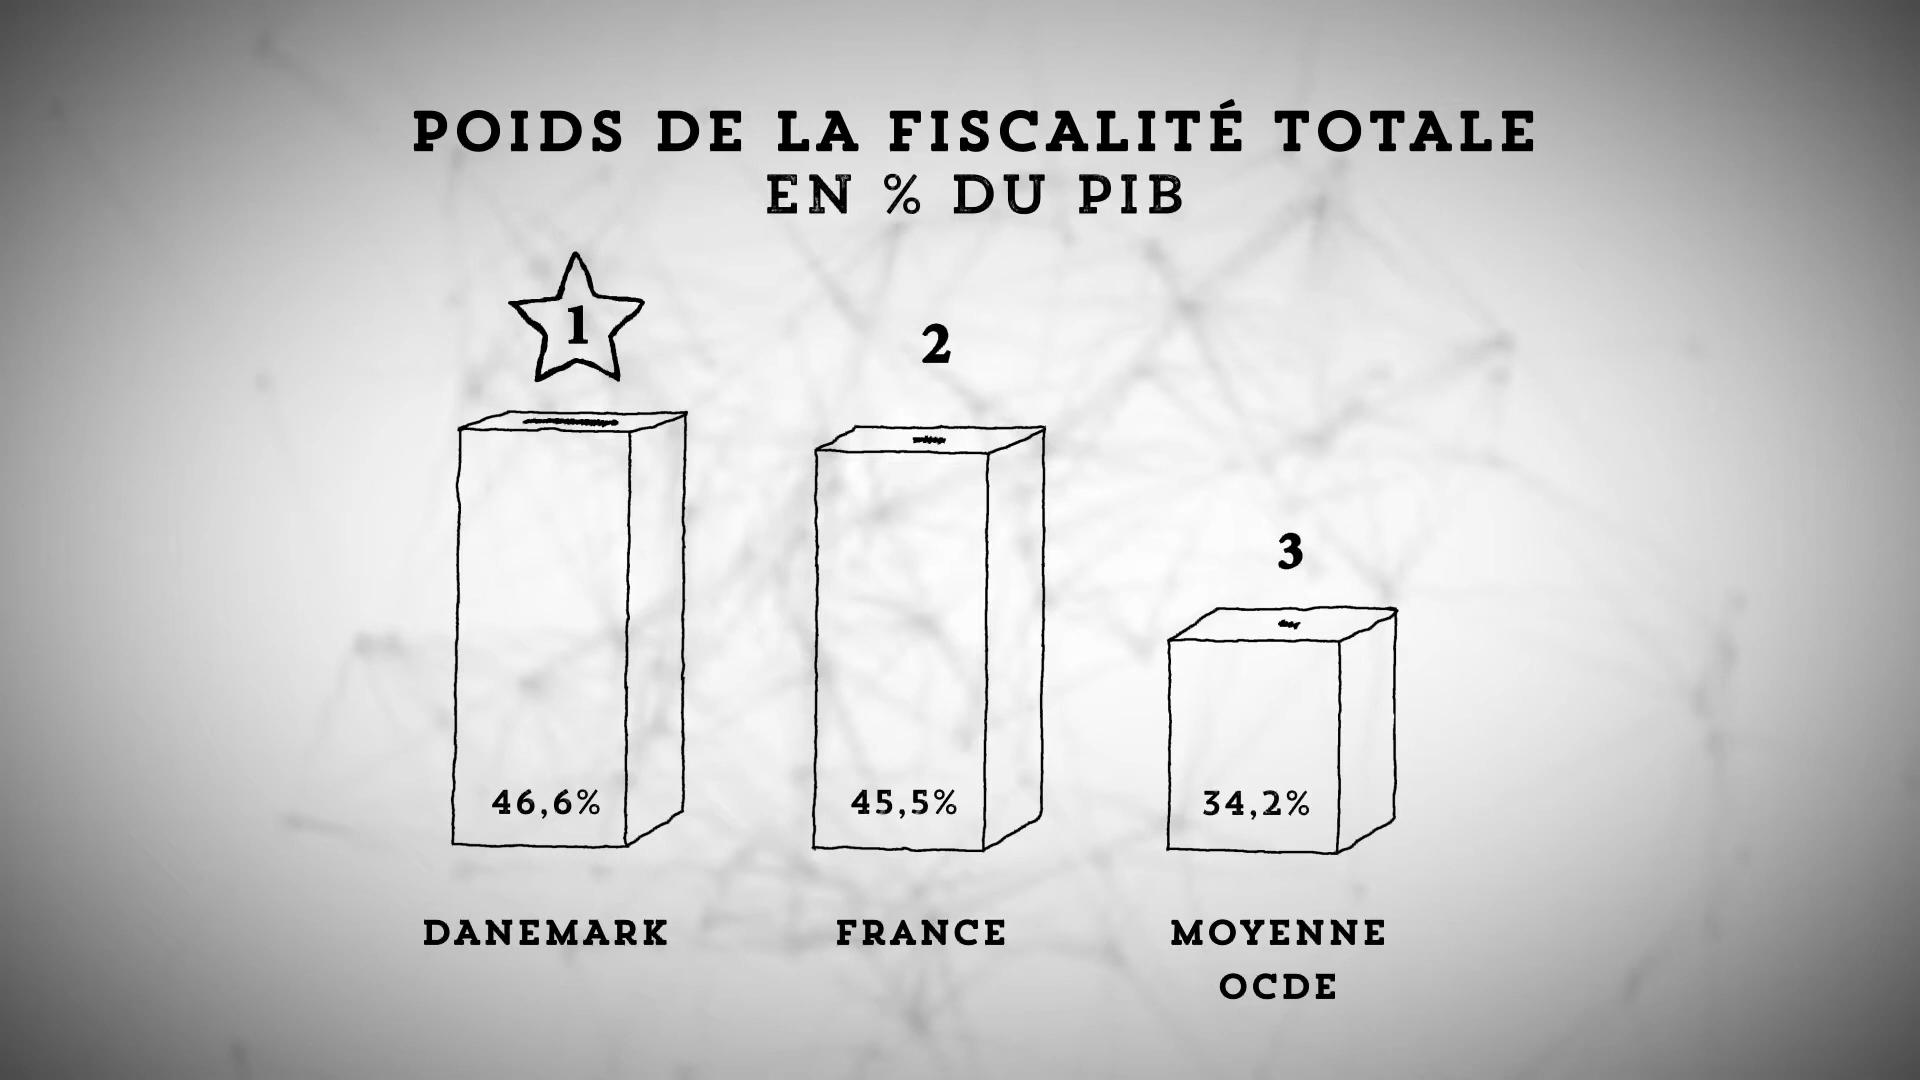 POIDS DE LA FISCALITÉ TOTALE
EN % DU PIB
1
2
3
46,6%
45,5%
34,2%
DANEMARK
FRANCE
MOYENNE
OCDE